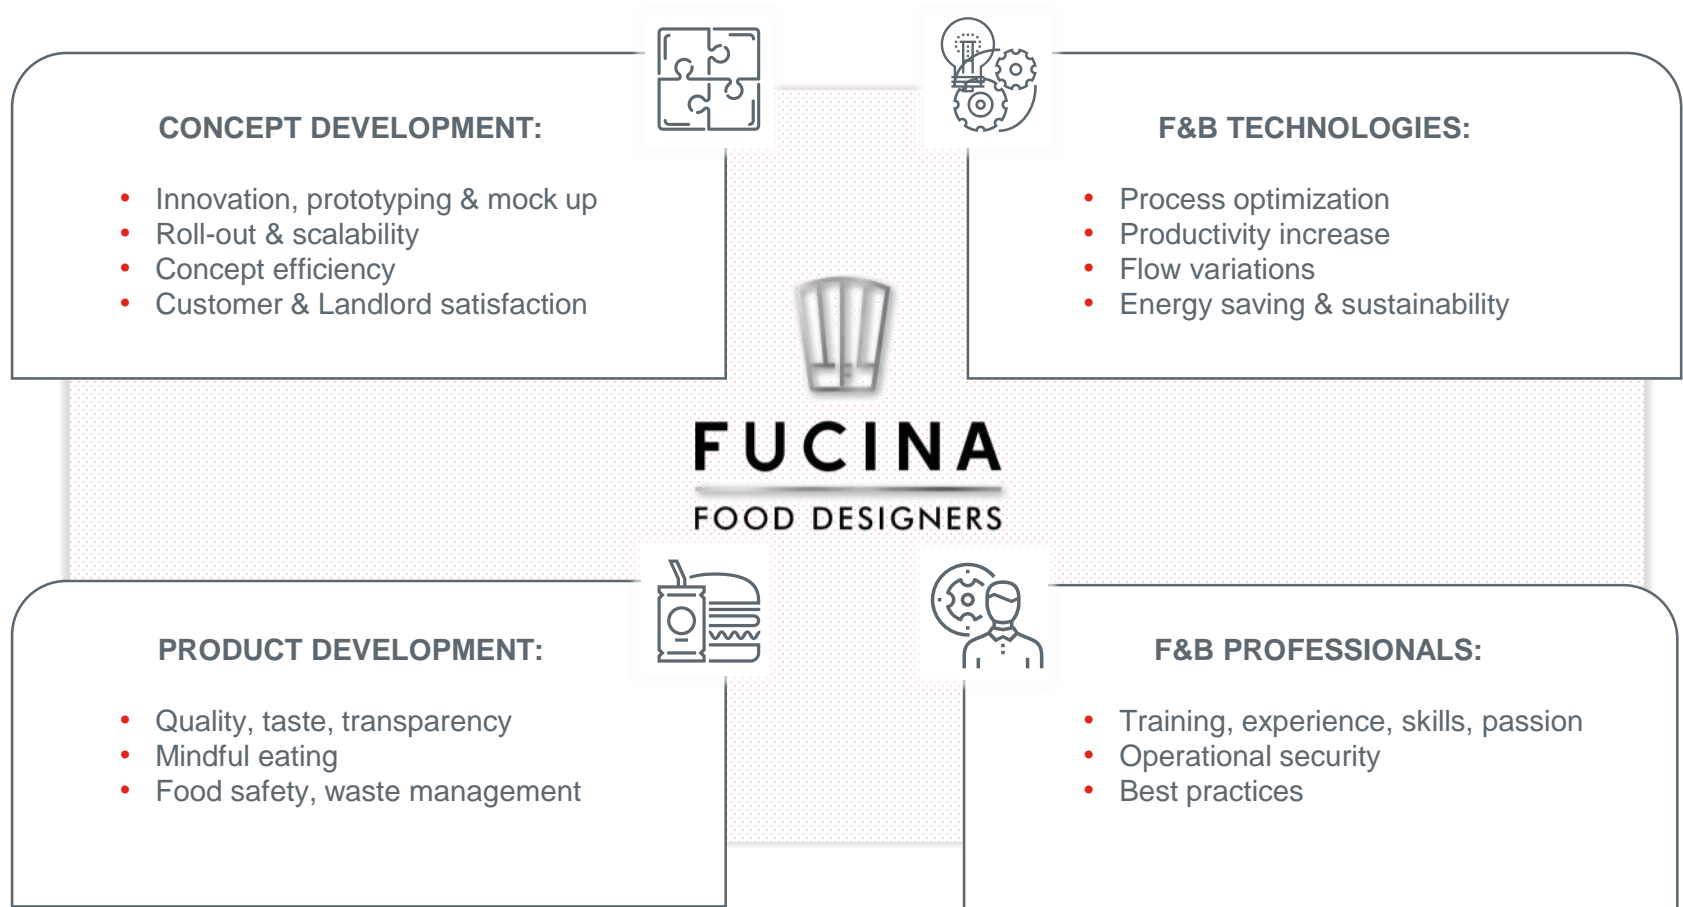 CONCEPT DEVELOPMENT:
• Innovation, prototyping & mock up
• Roll-out & scalability
• Concept efficiency
• Customer & Landlord satisfaction
F&B TECHNOLOGIES:
• Process optimization
• Productivity increase
• Flow variations
• Energy saving & sustainability
FUCINA
FOOD DESIGNERS
PRODUCT DEVELOPMENT:
• Quality, taste, transparency
• Mindful eating
• Food safety, waste management
F&B PROFESSIONALS:
• Training, experience, skills, passion
• Operational security
• Best practices